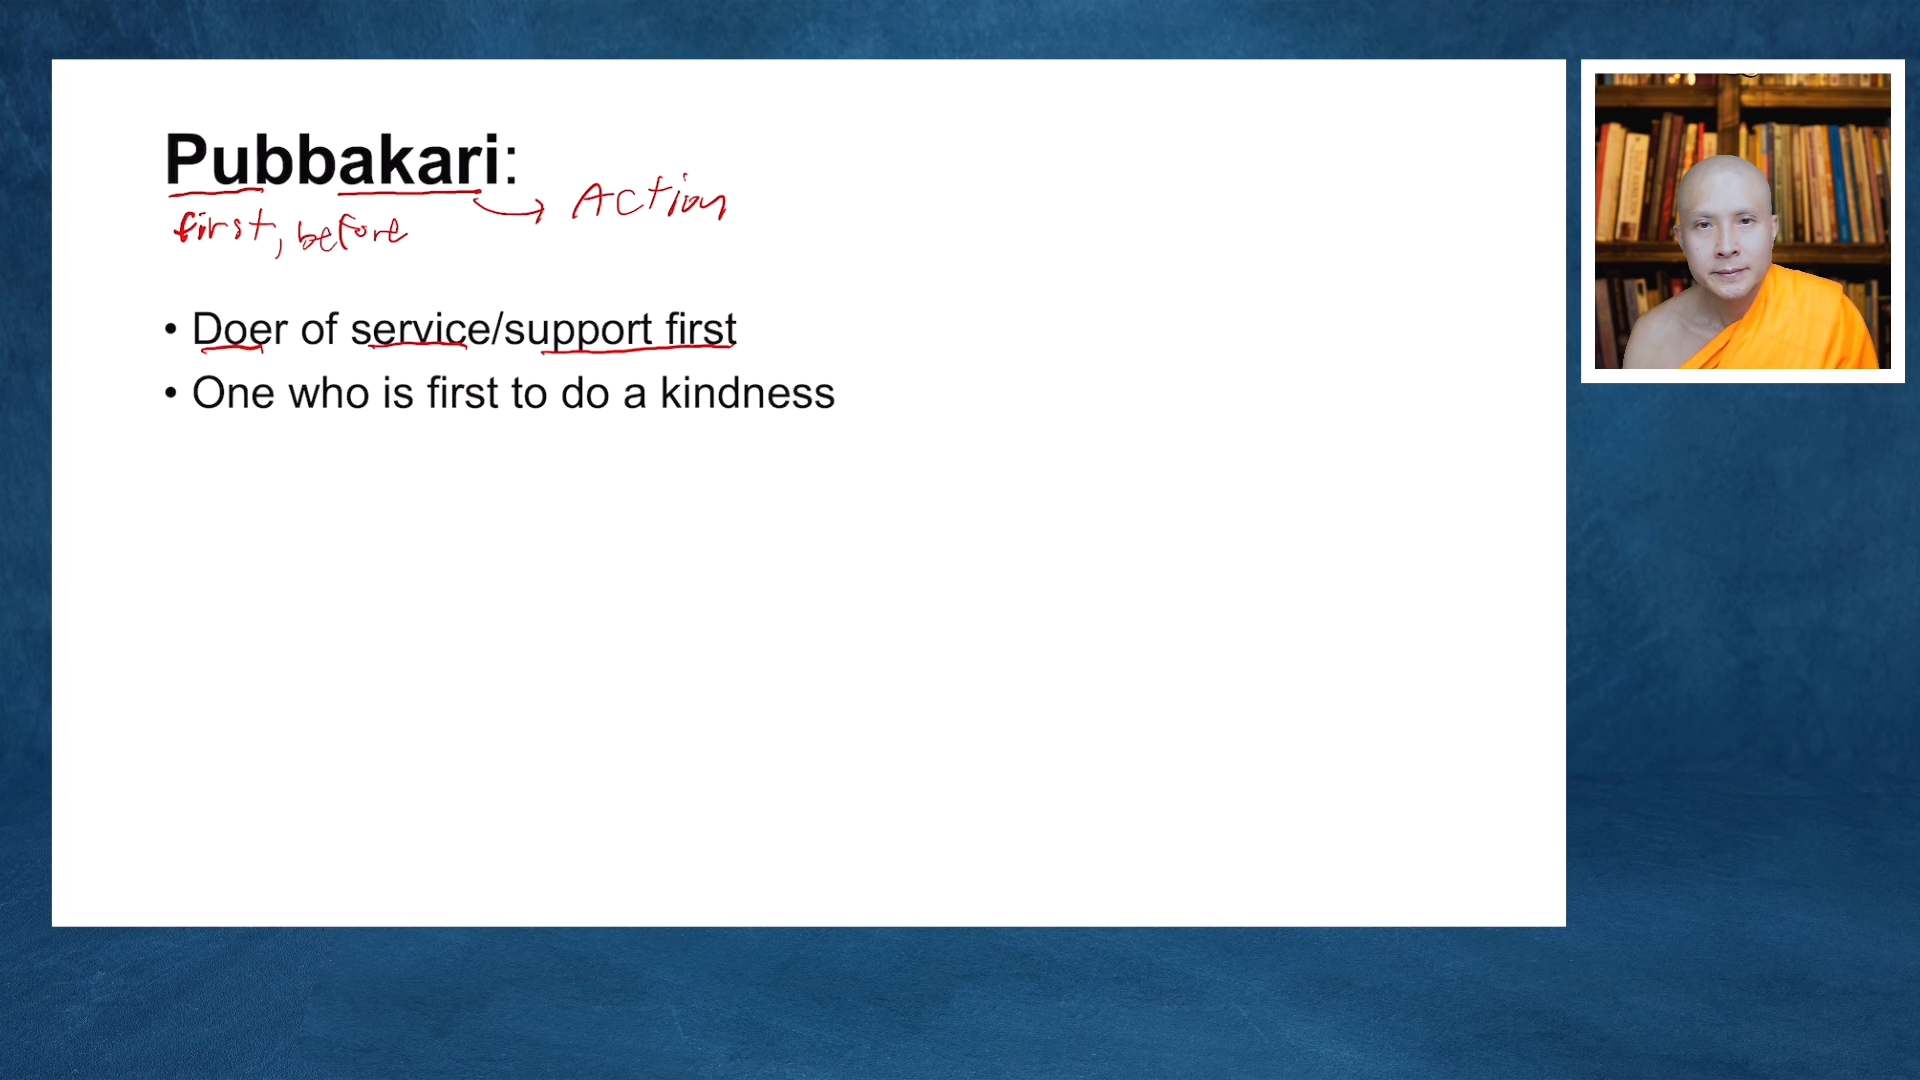 Pubbakari:
Action
first, before
• Doer of service/support first
• One who is first to do a kindness